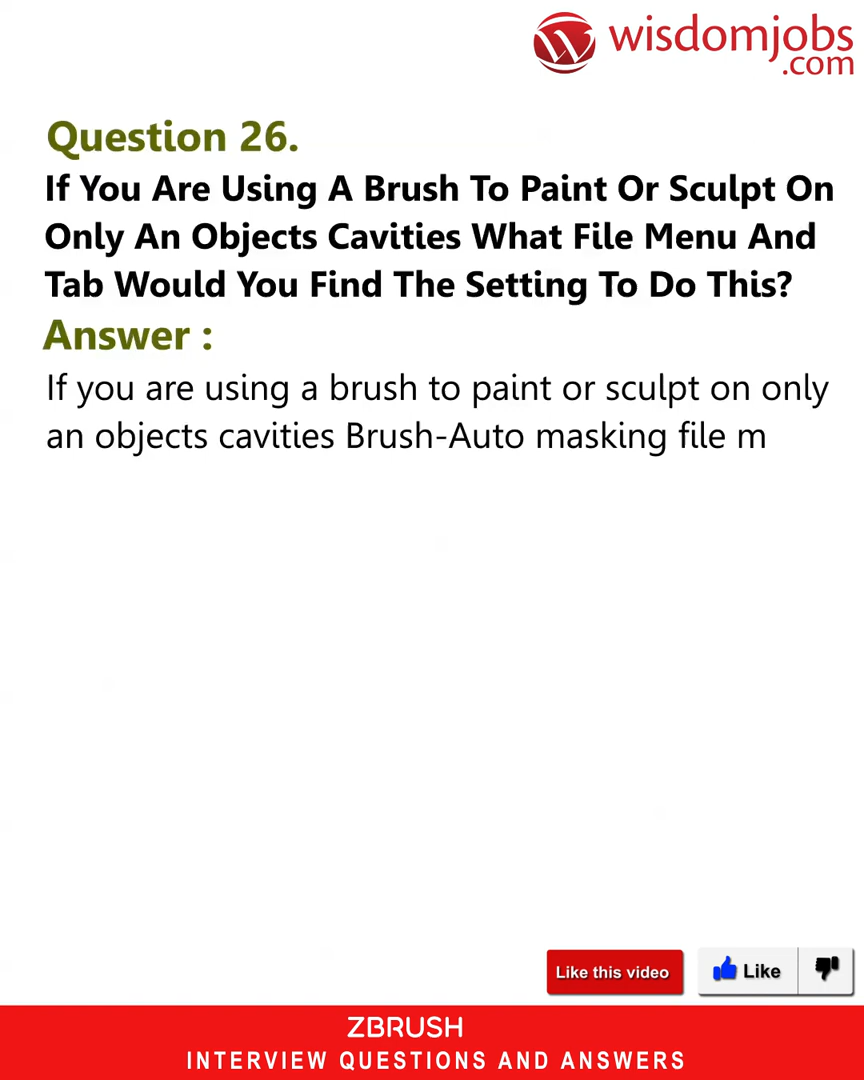 wisdomjobs
.com
Question 26.
If You Are Using A Brush To Paint Or Sculpt On
Only An Objects Cavities What File Menu And
Tab Would You Find The Setting To Do This?
Answer :
If you are using a brush to paint or sculpt on only
an objects cavities Brush-Auto masking file m
Like this video
Like
ZBRUSH
INTERVIEW QUESTIONS AND ANSWERS